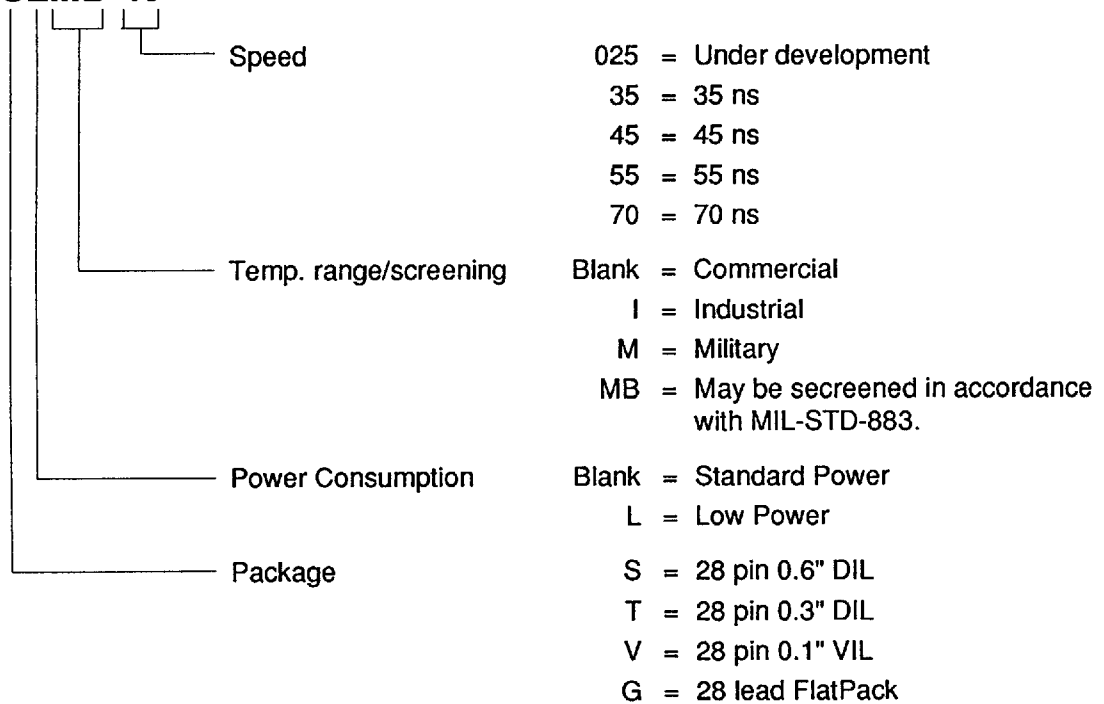 Speed 025 = Under development
35 = 35 ns
45 = 45 ns
55 = 55 ns
70 = 70 ns
Temp. range/screening Blank = Commercial
I = Industrial
M = Military
MB = May be secreened in accordance
with MIL-STD-883.
Power Consumption Blank = Standard Power
L = Low Power
Package S = 28 pin 0.6" DIL
T = 28 pin 0.3" DIL
V = 28 pin 0.1" VIL
G = 28 lead FlatPack